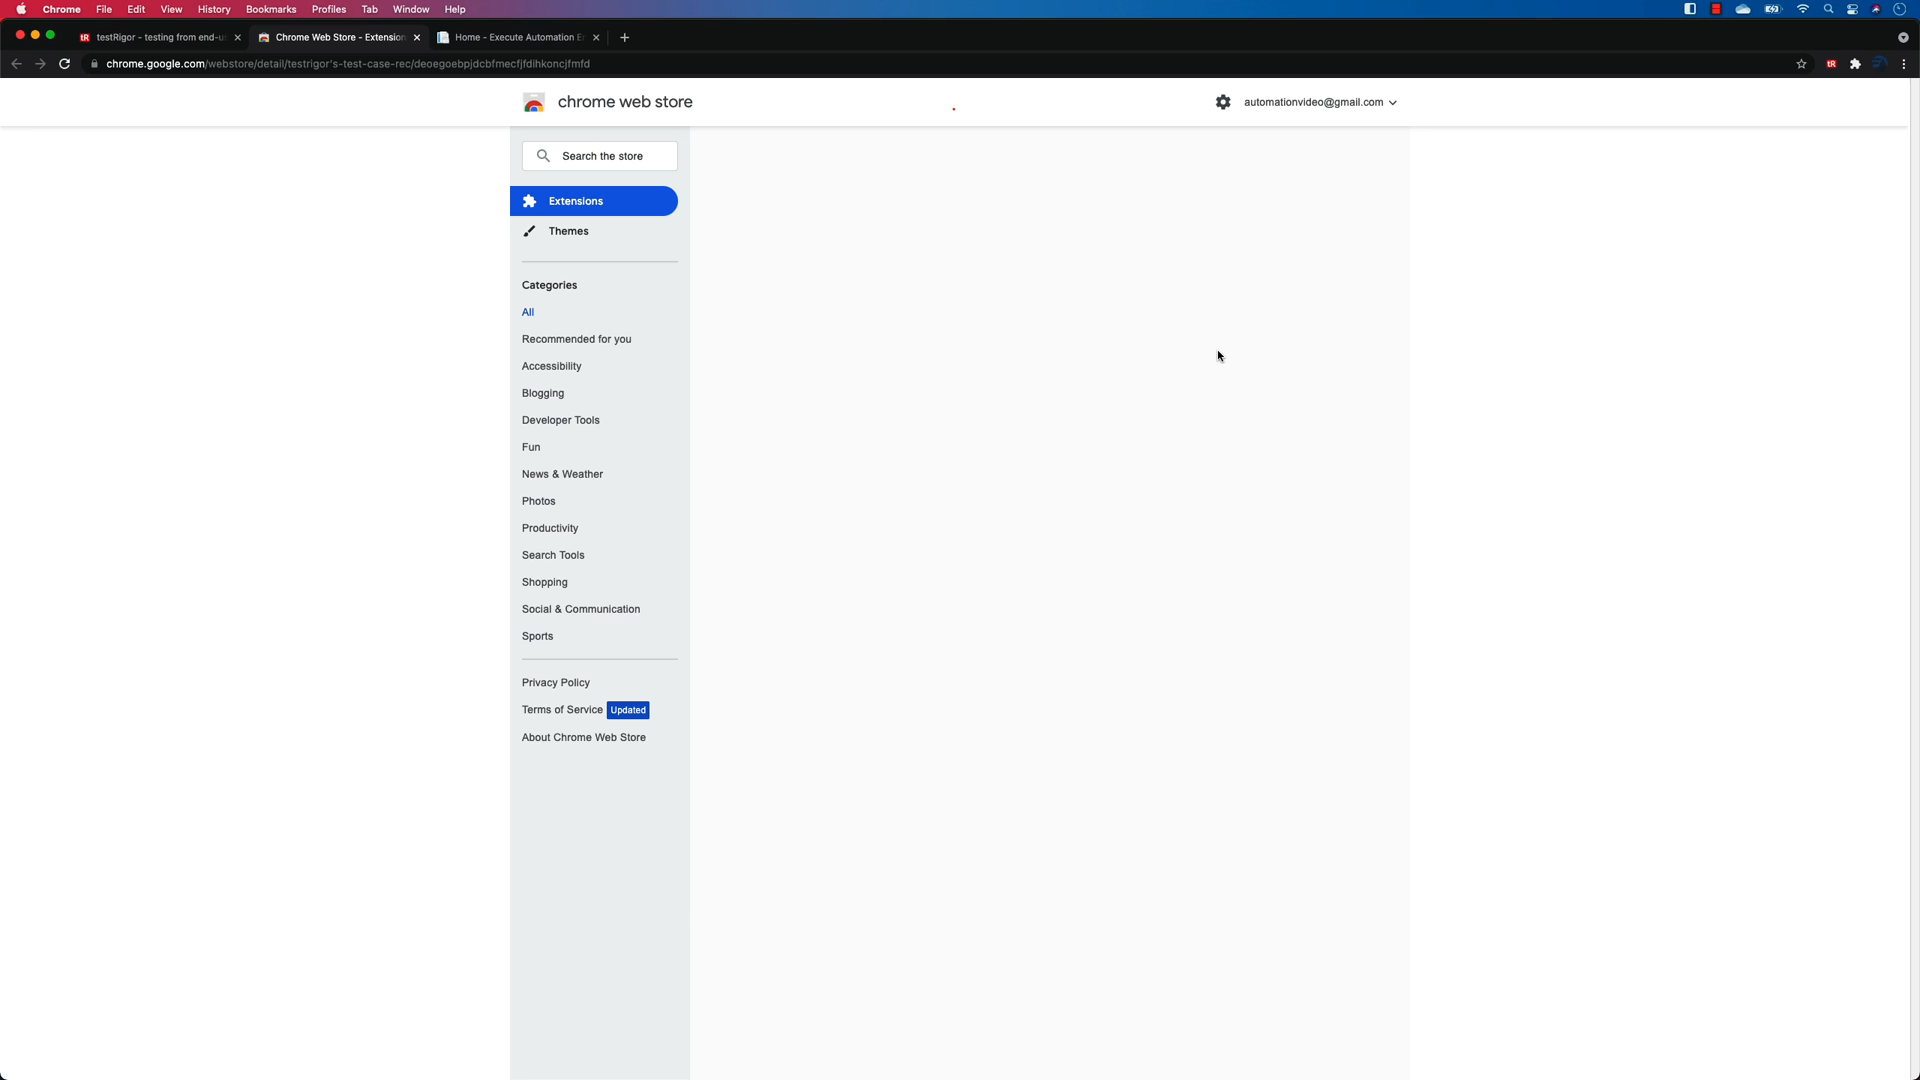 Chrome File Edit View History Bookmarks Profiles Tab Window Help
tR testRigor - testing from end-u
Chrome Web Store - Extension
Home - Execute Automation E
chrome.google.com/webstore/detail/testrigor's-test-case-rec/deoegoebpjdcbfmecfjfdihkoncjfmfd
tR
chrome web store
automationvideo@gmail.com
Search the store
Extensions
Themes
Categories
All
Recommended for you
Accessibility
Blogging
Developer Tools
Fun
News & Weather
Photos
Productivity
Search Tools
Shopping
Social & Communication
Sports
Privacy Policy
Terms of Service Updated
About Chrome Web Store